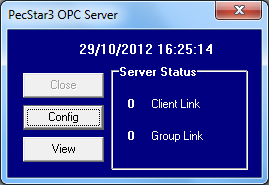 PecStar3 OPC Server
29/10/2012 16:25:14
Close
Config
View
Server Status
0 Client Link
0 Group Link